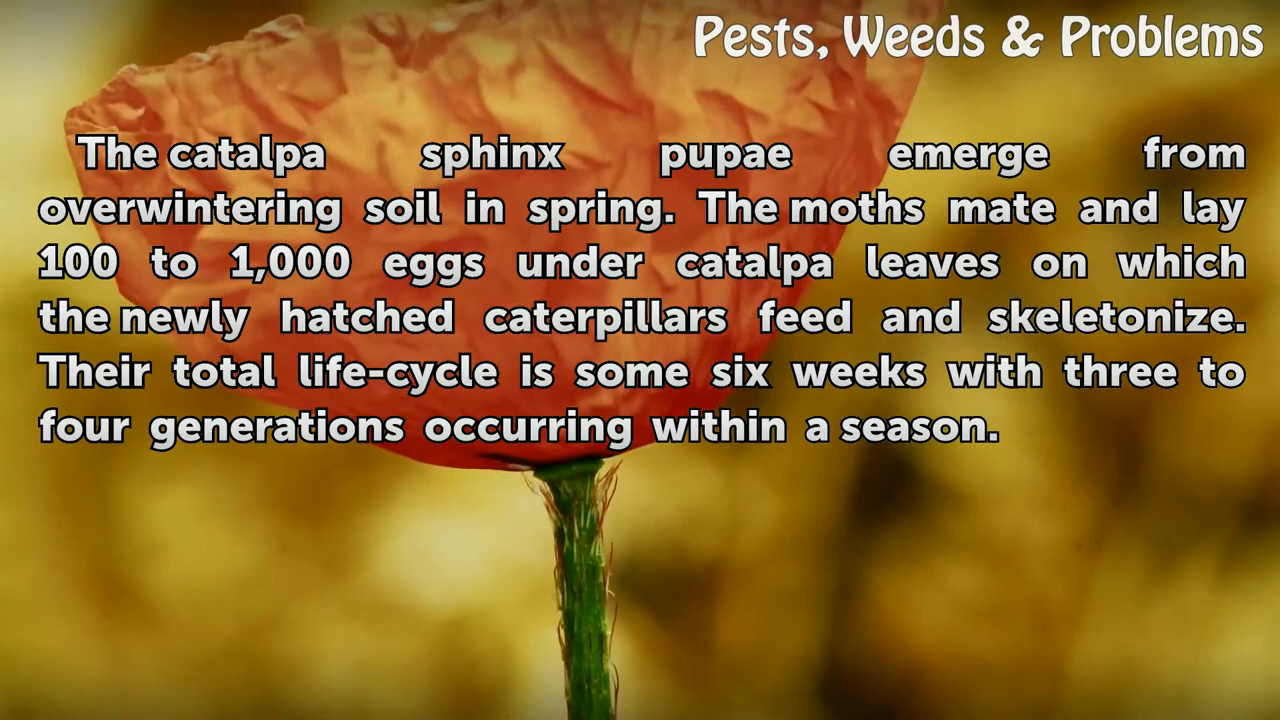 Pests, Weeds & Problems
The catalpa sphinx pupae emerge from
overwintering soil in spring. The moths mate and lay
100 to 1,000 eggs under catalpa leaves on which
the newly hatched caterpillars feed and skeletonize.
Their total life-cycle is some six weeks with three to
four generations occurring within a season.